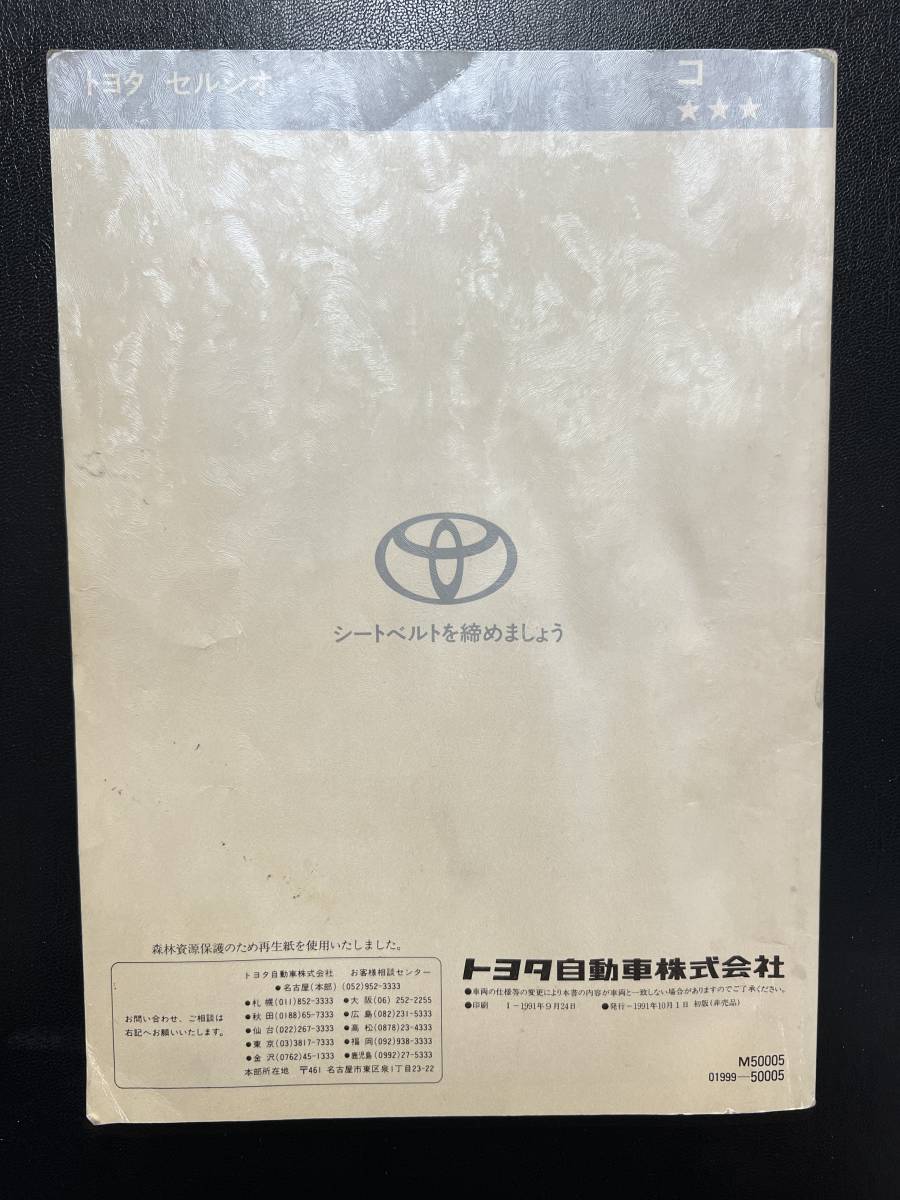 トヨタ セルシオ
コ
★★★
シートベルトを締めましょう
森林資源保護のため再生紙を使用いたしました。
お問い合わせ、ご相談は
右記へお願いいたします。
トヨタ自動車株式会社 お客様相談センター
●名古屋(本部) (052)952-3333
●札幌(011)852-3333 ●大阪(06) 252-2255
●秋田(0188)65-7333 ●広島(082)231-5333
●仙台(022)267-3333 ●高松(0878)23-4333
●東京(03)3817-7333 ●福岡(092)938-3333
●金沢(0762)45-1333 ●鹿児島(0992)27-5333
本部所在地 〒461 名古屋市東区泉1丁目23-22
トヨタ自動車株式会社
●車両の仕様等の変更により本書の内容が車両と一致しない場合がありますのでご了承ください。
●印刷 I-1991年9月24日 ●発行-1991年10月1日 初版(非売品)
M50005
01999-50005